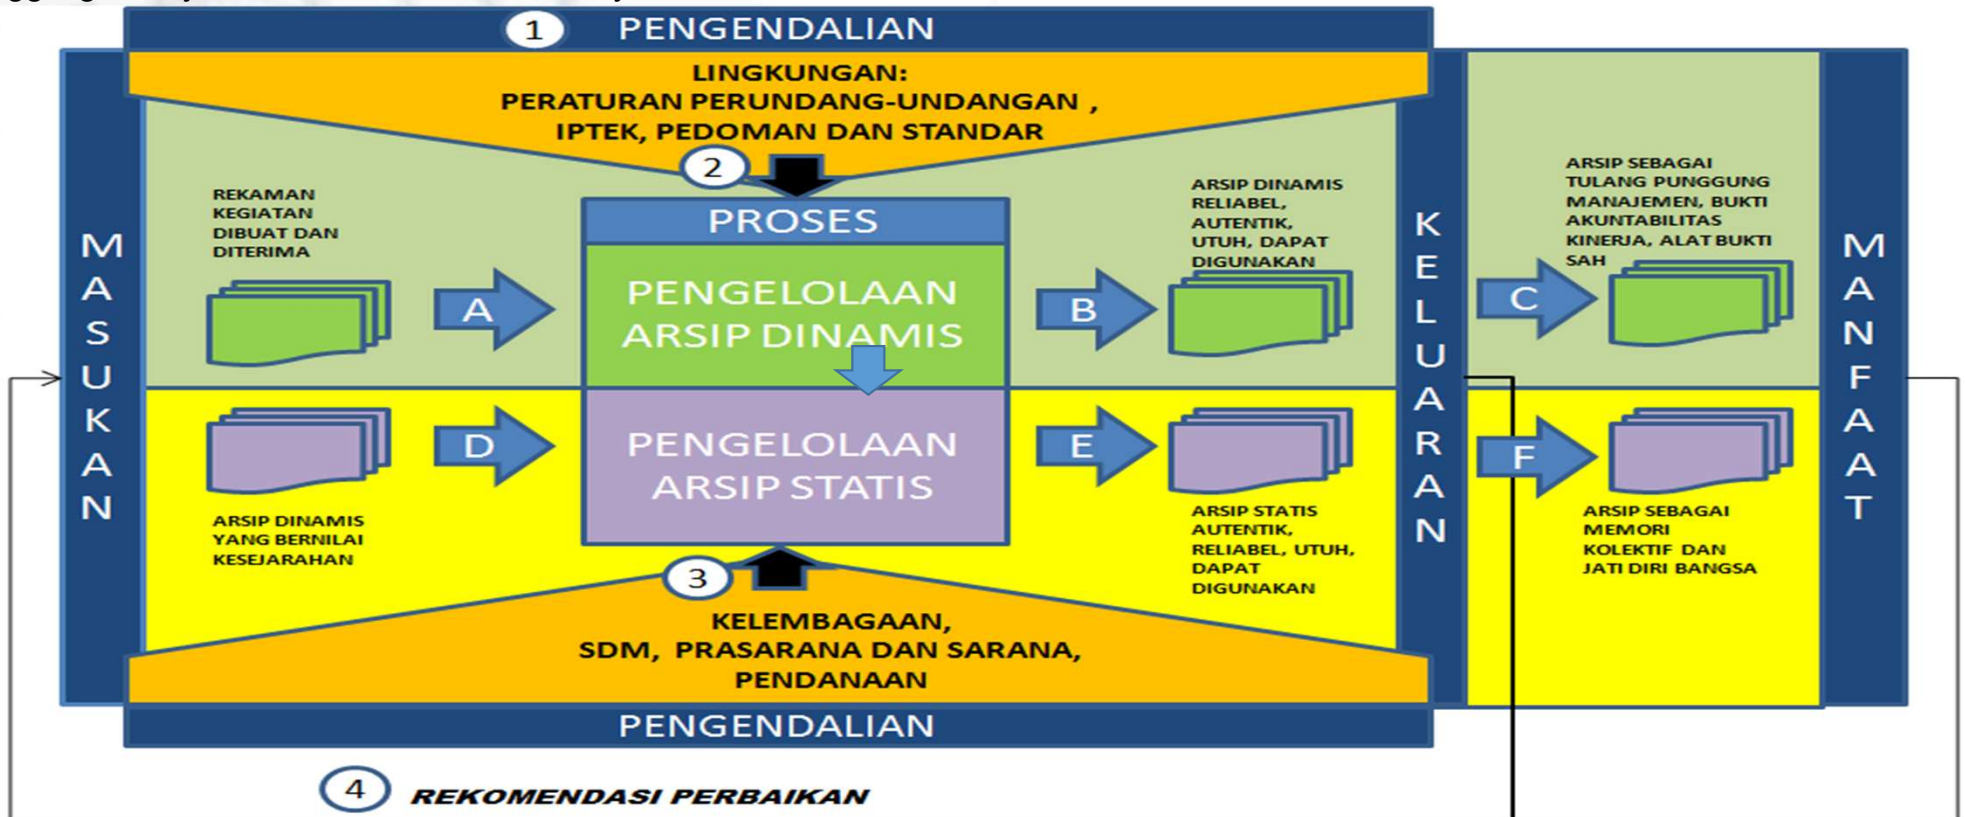 1 PENGENDALIAN
LINGKUNGAN:
PERATURAN PERUNDANG-UNDANGAN ,
IPTEK, PEDOMAN DAN STANDAR
2
MASUKAN
REKAMAN
KEGIATAN
DIBUAT DAN
DITERIMA
A
PROSES
PENGELOLAAN
ARSIP DINAMIS
B
ARSIP DINAMIS
RELIABEL,
AUTENTIK,
UTUH, DAPAT
DIGUNAKAN
KELUARAN
C
ARSIP SEBAGAI
TULANG PUNGGUNG
MANAJEMEN, BUKTI
AKUNTABILITAS
KINERJA, ALAT BUKTI
SAH
MANFAAT
D
ARSIP DINAMIS
YANG BERNILAI
KESEJARAHAN
PENGELOLAAN
ARSIP STATIS
E
ARSIP STATIS
AUTENTIK,
RELIABEL, UTUH,
DAPAT
DIGUNAKAN
F
ARSIP SEBAGAI
MEMORI
KOLEKTIF DAN
JATI DIRI BANGSA
3
KELEMBAGAAN,
SDM, PRASARANA DAN SARANA,
PENDANAAN
PENGENDALIAN
4 REKOMENDASI PERBAIKAN